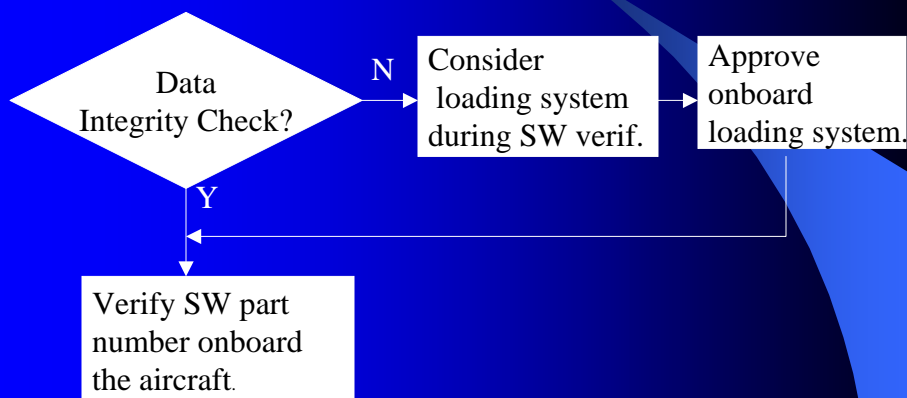 Data
Integrity Check?
N
Consider
loading system
during SW verif.
Approve
onboard
loading system.
Y
Verify SW part
number onboard
the aircraft.